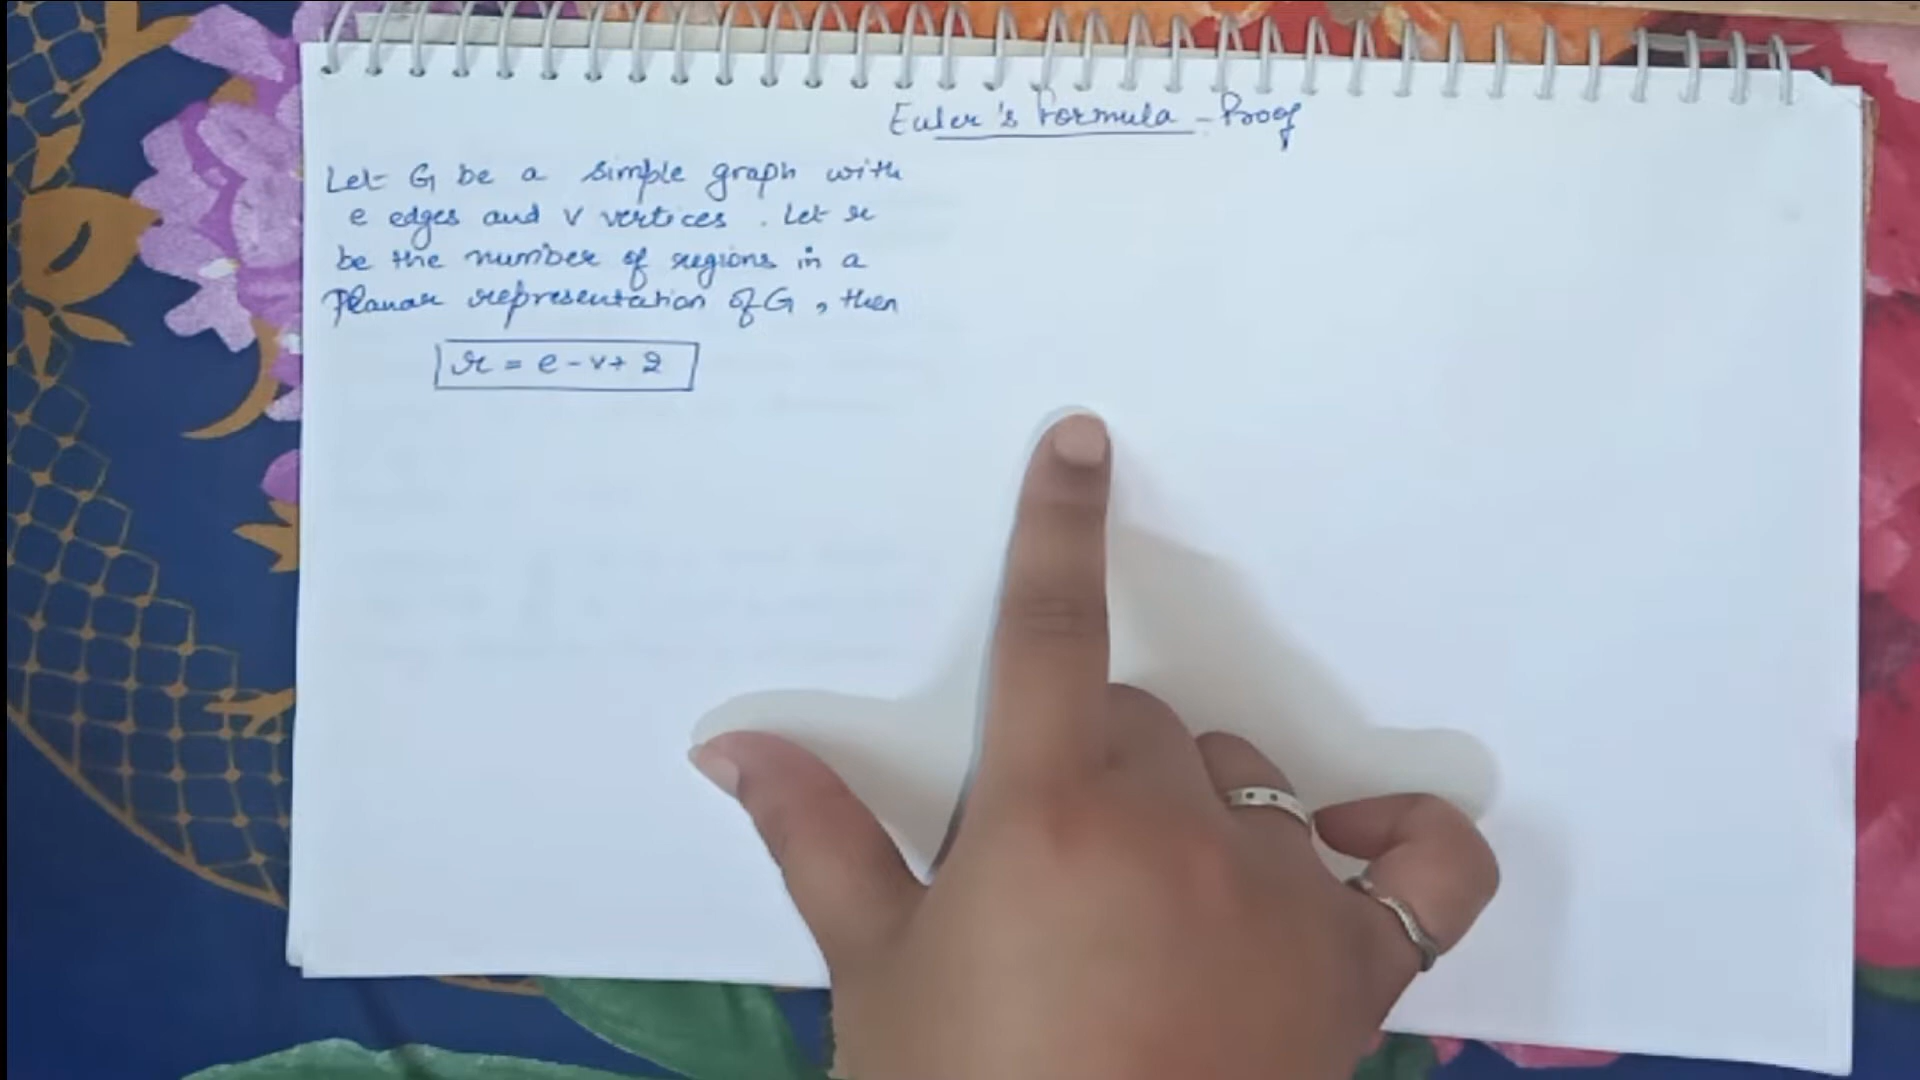 Euler's Formula - Proof
Let G be a simple graph with
e edges and v vertices. Let r
be the number of regions in a
Planar representation of G, then
r = e - v + 2